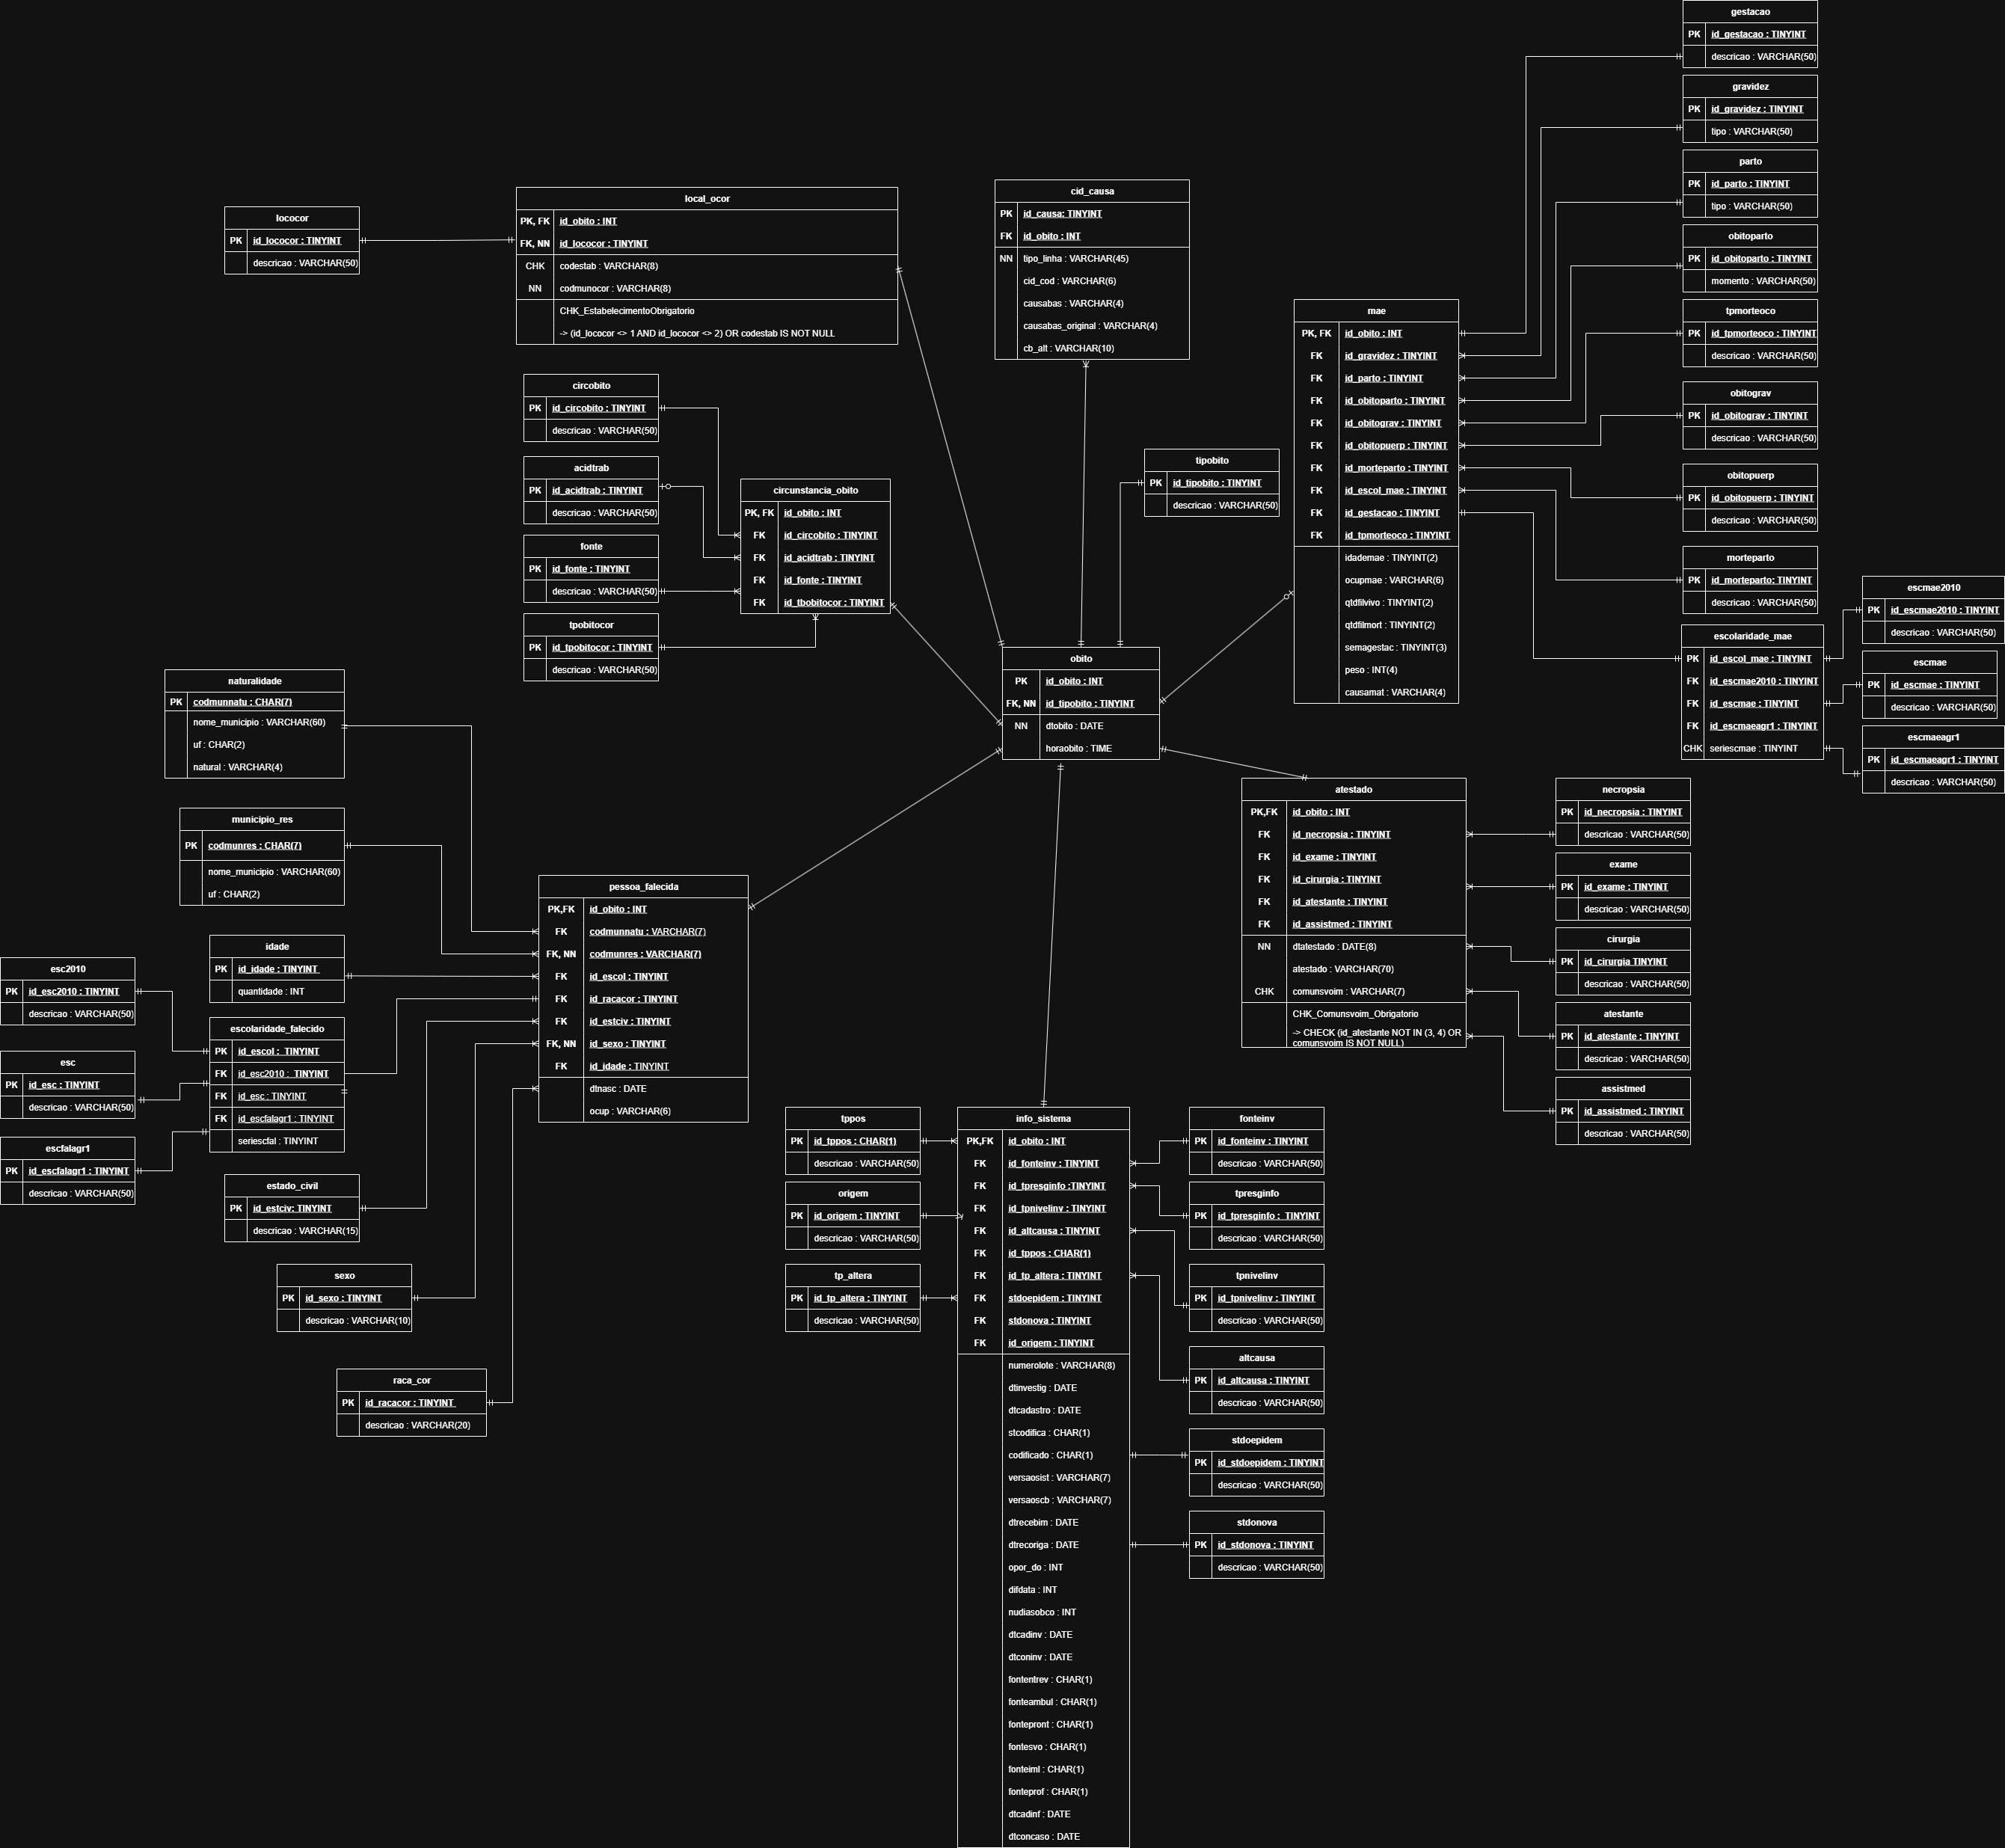 gestacao
PK id_gestacao : TINYINT
descricao : VARCHAR(50)
gravidez
PK id_gravidez : TINYINT
tipo : VARCHAR(50)
parto
PK id_parto : TINYINT
tipo : VARCHAR(50)
obitoparto
PK id_obitoparto : TINYINT
momento : VARCHAR(50)
tpmorteoco
PK id_tpmorteoco : TINYINT
descricao : VARCHAR(50)
obitograv
PK id_obitograv : TINYINT
descricao : VARCHAR(50)
obitopuerp
PK id_obitopuerp : TINYINT
descricao : VARCHAR(50)
morteparto
PK id_morteparto: TINYINT
descricao : VARCHAR(50)
escmae2010
PK id_escmae2010 : TINYINT
descricao : VARCHAR(50)
escolaridade_mae
PK id_escol_mae : TINYINT
FK id_escmae2010 : TINYINT
FK id_escmae : TINYINT
FK id_escmaeagr1 : TINYINT
CHK seriescmae : TINYINT
escmae
PK id_escmae : TINYINT
descricao : VARCHAR(50)
escmaeagr1
PK id_escmaeagr1 : TINYINT
descricao : VARCHAR(50)
lococor
PK id_lococor : TINYINT
descricao : VARCHAR(50)
local_ocor
PK, FK id_obito : INT
FK, NN id_lococor : TINYINT
CHK codestab : VARCHAR(8)
NN codmunocor : VARCHAR(8)
CHK_EstabelecimentoObrigatorio
-> (id_lococor <> 1 AND id_lococor <> 2) OR codestab IS NOT NULL
cid_causa
PK id_causa: TINYINT
FK id_obito : INT
NN tipo_linha : VARCHAR(45)
cid_cod : VARCHAR(6)
causabas : VARCHAR(4)
causabas_original : VARCHAR(4)
cb_alt : VARCHAR(10)
mae
PK, FK id_obito : INT
FK id_gravidez : TINYINT
FK id_parto : TINYINT
FK id_obitoparto : TINYINT
FK id_obitograv : TINYINT
FK id_obitopuerp : TINYINT
FK id_morteparto : TINYINT
FK id_escol_mae : TINYINT
FK id_gestacao : TINYINT
FK id_tpmorteoco : TINYINT
idademae : TINYINT(2)
ocupmae : VARCHAR(6)
qtdfilvivo : TINYINT(2)
qtdfilmort : TINYINT(2)
semagestac : TINYINT(3)
peso : INT(4)
causamat : VARCHAR(4)
circobito
PK id_circobito : TINYINT
descricao : VARCHAR(50)
acidtrab
PK id_acidtrab : TINYINT
descricao : VARCHAR(50)
fonte
PK id_fonte : TINYINT
descricao : VARCHAR(50)
tpobitocor
PK id_tpobitocor : TINYINT
descricao : VARCHAR(50)
circunstancia_obito
PK, FK id_obito : INT
FK id_circobito : TINYINT
FK id_acidtrab : TINYINT
FK id_fonte : TINYINT
FK id_tbobitocor : TINYINT
tipobito
PK id_tipobito : TINYINT
descricao : VARCHAR(50)
obito
PK id_obito : INT
FK, NN id_tipobito : TINYINT
NN dtobito : DATE
horaobito : TIME
naturalidade
PK codmunnatu : CHAR(7)
nome_municipio : VARCHAR(60)
uf : CHAR(2)
natural : VARCHAR(4)
municipio_res
PK codmunres : CHAR(7)
nome_municipio : VARCHAR(60)
uf : CHAR(2)
idade
PK id_idade : TINYINT
quantidade : INT
esc2010
PK id_esc2010 : TINYINT
descricao : VARCHAR(50)
esc
PK id_esc : TINYINT
descricao : VARCHAR(50)
escfalagr1
PK id_escfalagr1 : TINYINT
descricao : VARCHAR(50)
escolaridade_falecido
PK id_escol : TINYINT
FK id_esc2010 : TINYINT
FK id_esc : TINYINT
FK id_escfalagr1 : TINYINT
seriescfal : TINYINT
estado_civil
PK id_estciv: TINYINT
descricao : VARCHAR(15)
sexo
PK id_sexo : TINYINT
descricao : VARCHAR(10)
raca_cor
PK id_racacor : TINYINT
descricao : VARCHAR(20)
pessoa_falecida
PK,FK id_obito : INT
FK codmunnatu : VARCHAR(7)
FK, NN codmunres : VARCHAR(7)
FK id_escol : TINYINT
FK id_racacor : TINYINT
FK id_estciv : TINYINT
FK, NN id_sexo : TINYINT
FK id_idade : TINYINT
dtnasc : DATE
ocup : VARCHAR(6)
atestado
PK,FK id_obito : INT
FK id_necropsia : TINYINT
FK id_exame : TINYINT
FK id_cirurgia : TINYINT
FK id_atestante : TINYINT
FK id_assistmed : TINYINT
NN dtatestado : DATE(8)
atestado : VARCHAR(70)
CHK comunsvoim : VARCHAR(7)
CHK_Comunsvoim_Obrigatorio
-> CHECK (id_atestante NOT IN (3, 4) OR
comunsvoim IS NOT NULL)
necropsia
PK id_necropsia : TINYINT
descricao : VARCHAR(50)
exame
PK id_exame : TINYINT
descricao : VARCHAR(50)
cirurgia
PK id_cirurgia TINYINT
descricao : VARCHAR(50)
atestante
PK id_atestante : TINYINT
descricao : VARCHAR(50)
assistmed
PK id_assistmed : TINYINT
descricao : VARCHAR(50)
tppos
PK id_tppos : CHAR(1)
descricao : VARCHAR(50)
origem
PK id_origem : TINYINT
descricao : VARCHAR(50)
tp_altera
PK id_tp_altera : TINYINT
descricao : VARCHAR(50)
info_sistema
PK,FK id_obito : INT
FK id_fonteinv : TINYINT
FK id_tpresginfo :TINYINT
FK id_tpnivelinv : TINYINT
FK id_altcausa : TINYINT
FK id_tppos : CHAR(1)
FK id_tp_altera : TINYINT
FK stdoepidem : TINYINT
FK stdonova : TINYINT
FK id_origem : TINYINT
numerolote : VARCHAR(8)
dtinvestig : DATE
dtcadastro : DATE
stcodifica : CHAR(1)
codificado : CHAR(1)
versaosist : VARCHAR(7)
versaoscb : VARCHAR(7)
dtrecebim : DATE
dtrecoriga : DATE
opor_do : INT
difdata : INT
nudiasobco : INT
dtcadinv : DATE
dtconinv : DATE
fontentrev : CHAR(1)
fonteambul : CHAR(1)
fontepront : CHAR(1)
fontesvo : CHAR(1)
fonteiml : CHAR(1)
fonteprof : CHAR(1)
dtcadinf : DATE
dtconcaso : DATE
fonteinv
PK id_fonteinv : TINYINT
descricao : VARCHAR(50)
tpresginfo
PK id_tpresginfo : TINYINT
descricao : VARCHAR(50)
tpnivelinv
PK id_tpnivelinv : TINYINT
descricao : VARCHAR(50)
altcausa
PK id_altcausa : TINYINT
descricao : VARCHAR(50)
stdoepidem
PK id_stdoepidem : TINYINT
descricao : VARCHAR(50)
stdonova
PK id_stdonova : TINYINT
descricao : VARCHAR(50)